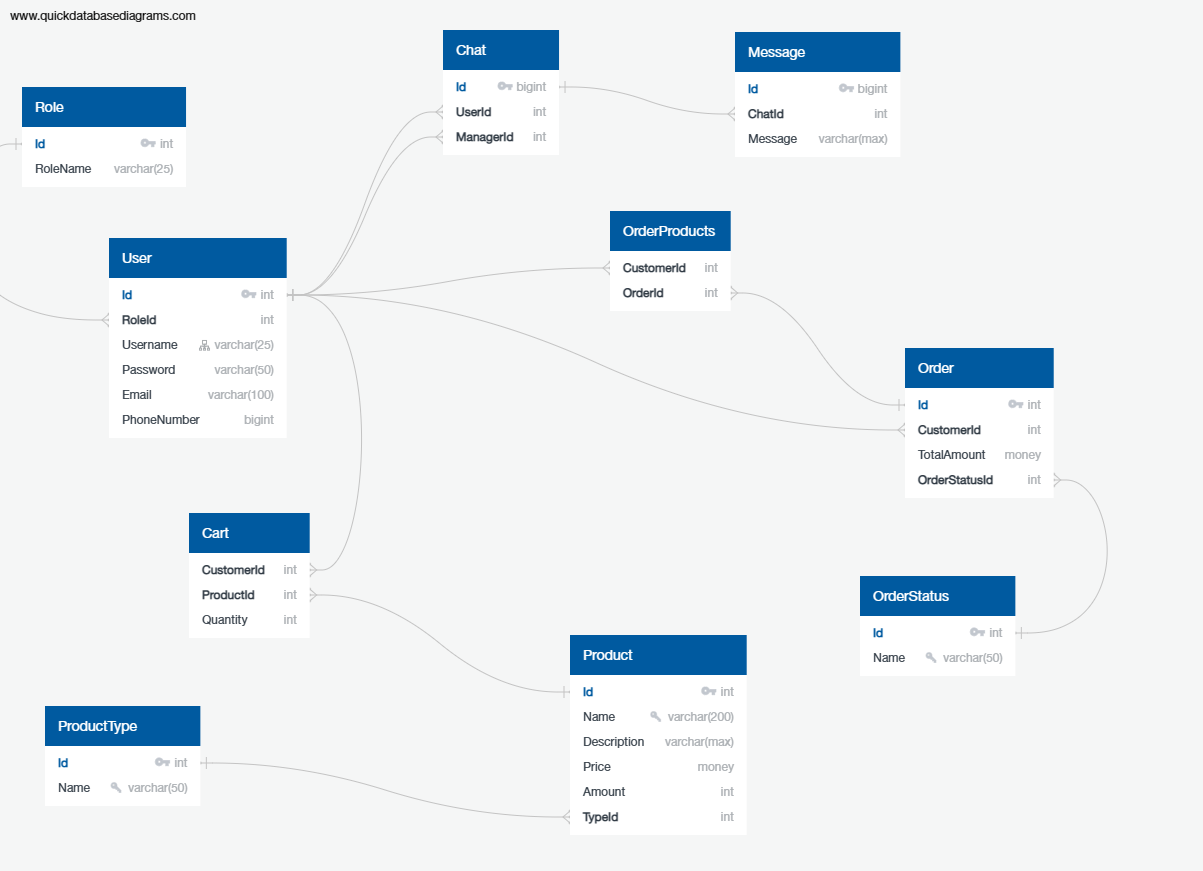 www.quickdatabasediagrams.com
Chat
Id bigint
UserId int
ManagerId int
Message
Id bigint
ChatId int
Message varchar(max)
Role
Id int
RoleName varchar(25)
OrderProducts
CustomerId int
OrderId int
User
Id int
RoleId int
Username varchar(25)
Password varchar(50)
Email varchar(100)
PhoneNumber bigint
Order
Id int
CustomerId int
TotalAmount money
OrderStatusId int
Cart
CustomerId int
ProductId int
Quantity int
OrderStatus
Id int
Name varchar(50)
Product
Id int
Name varchar(200)
Description varchar(max)
Price money
Amount int
TypeId int
ProductType
Id int
Name varchar(50)